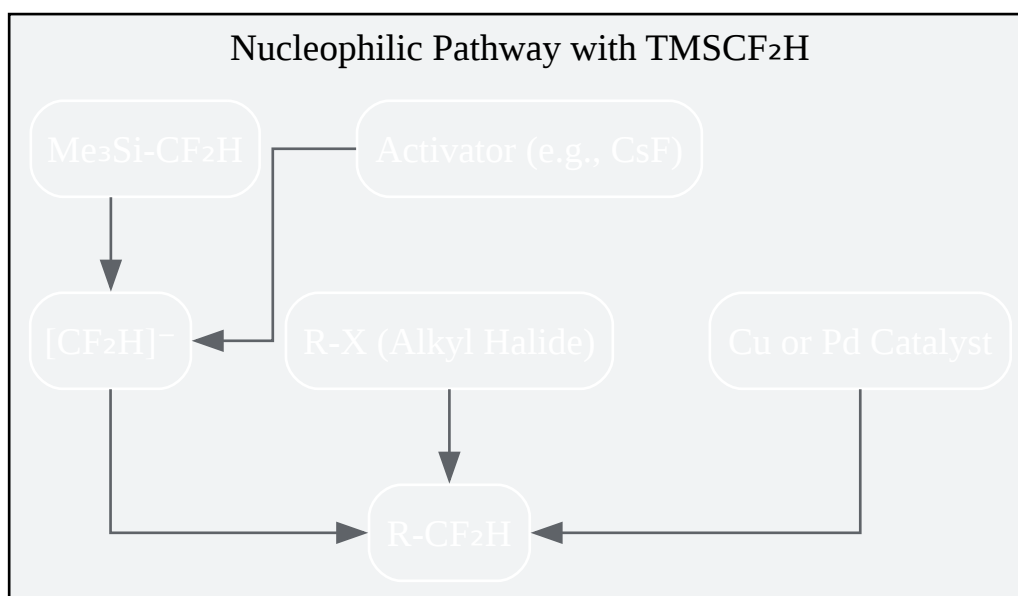 Nucleophilic Pathway with TMSCF₂H
Me₃Si-CF₂H
Activator (e.g., CsF)
[CF₂H]⁻
R-X (Alkyl Halide)
Cu or Pd Catalyst
R-CF₂H